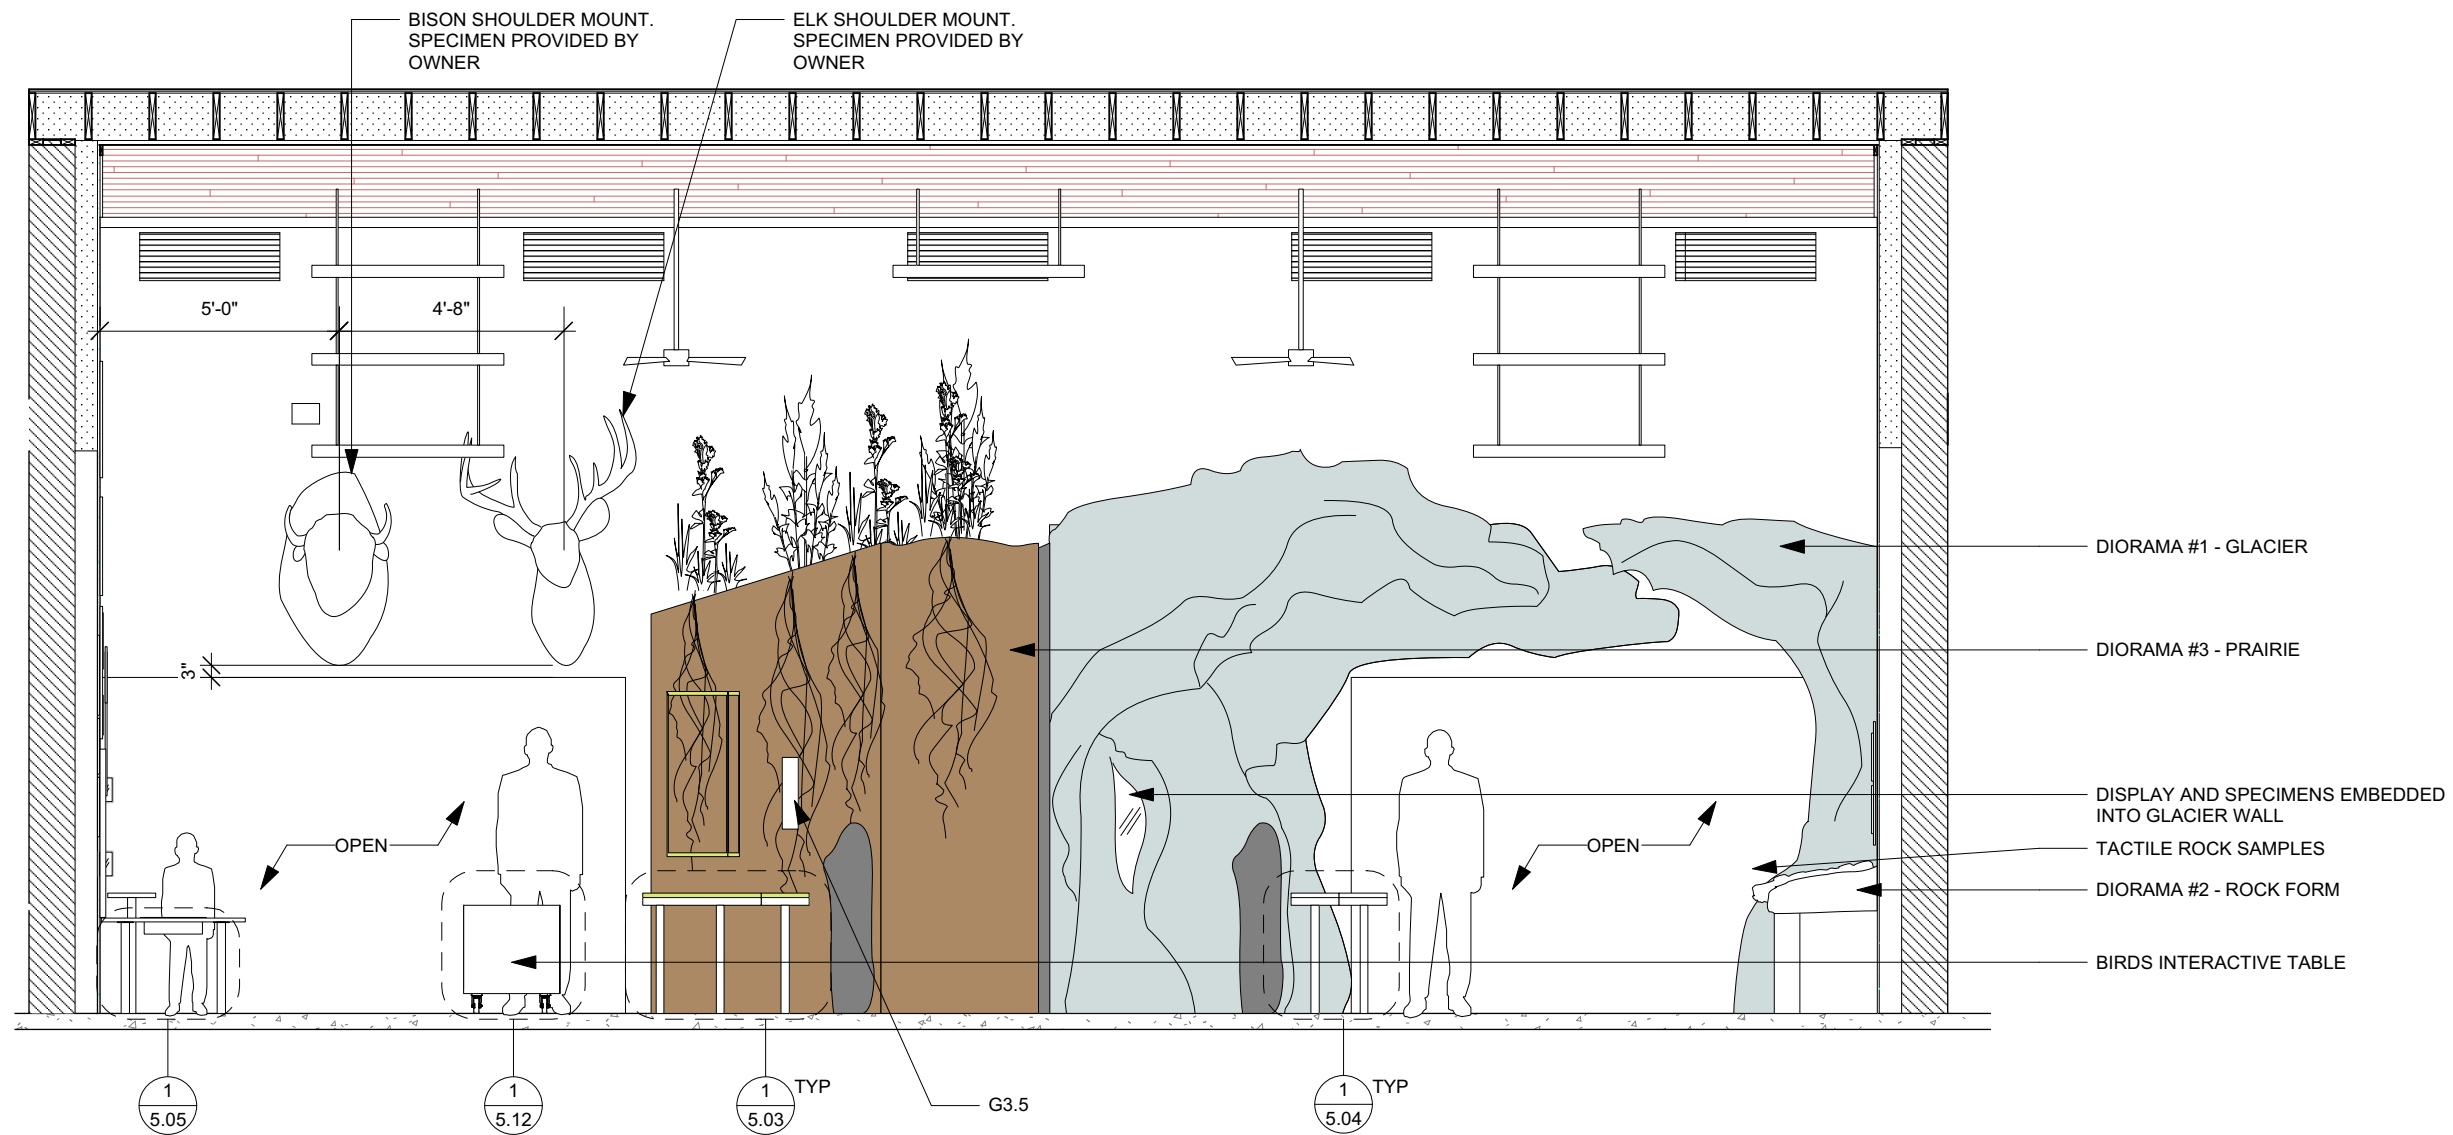 BISON SHOULDER MOUNT.
SPECIMEN PROVIDED BY
OWNER
ELK SHOULDER MOUNT.
SPECIMEN PROVIDED BY
OWNER
5'-0"
4'-8"
3"
DIORAMA #1 - GLACIER
DIORAMA #3 - PRAIRIE
DISPLAY AND SPECIMENS EMBEDDED
INTO GLACIER WALL
OPEN
OPEN
TACTILE ROCK SAMPLES
DIORAMA #2 - ROCK FORM
BIRDS INTERACTIVE TABLE
1
5.05
1
5.12
1
5.03
TYP
G3.5
1
5.04
TYP